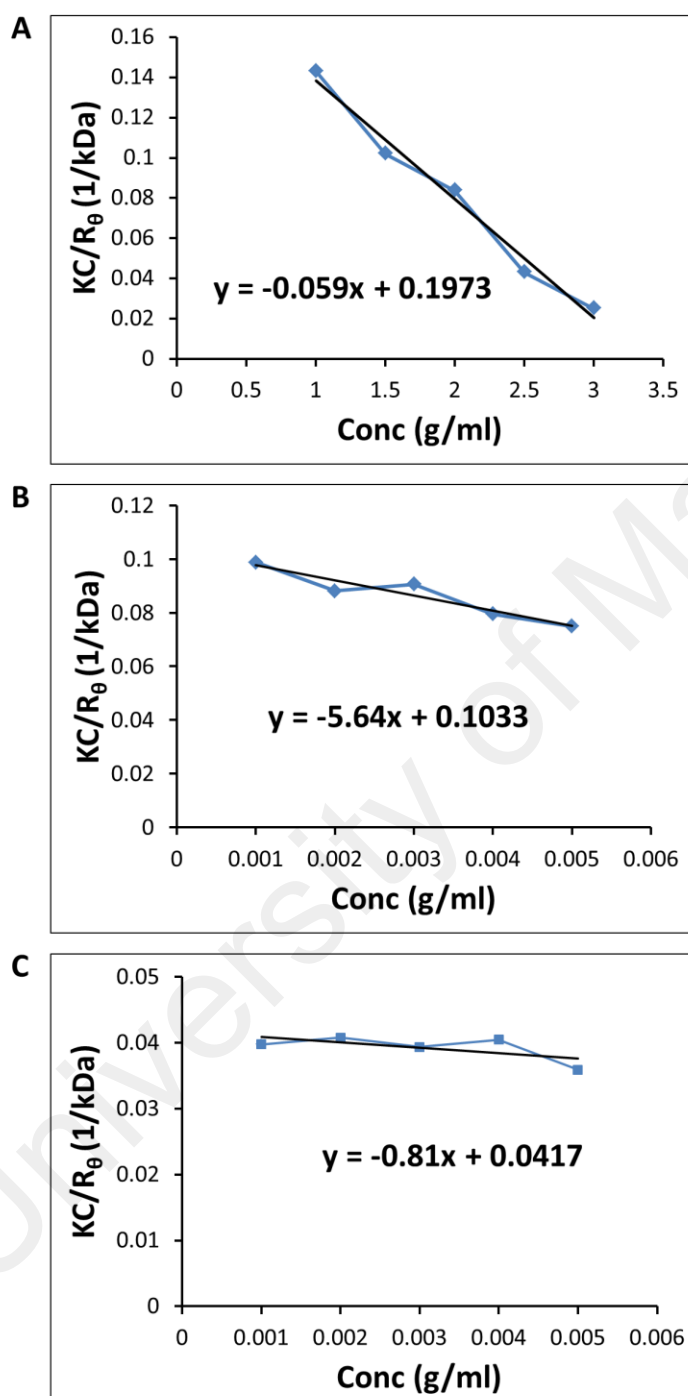 A
KC/Rθ (1/kDa)
0.16
0.14
0.12
0.1
0.08
0.06
0.04
0.02
0
y = -0.059x + 0.1973
0 0.5 1 1.5 2 2.5 3 3.5
Conc (g/ml)
B
KC/Rθ (1/kDa)
0.12
0.1
0.08
0.06
0.04
0.02
0
y = -5.64x + 0.1033
0 0.001 0.002 0.003 0.004 0.005 0.006
Conc (g/ml)
C
KC/Rθ (1/kDa)
0.05
0.04
0.03
0.02
0.01
0
y = -0.81x + 0.0417
0 0.001 0.002 0.003 0.004 0.005 0.006
Conc (g/ml)
University of Ma